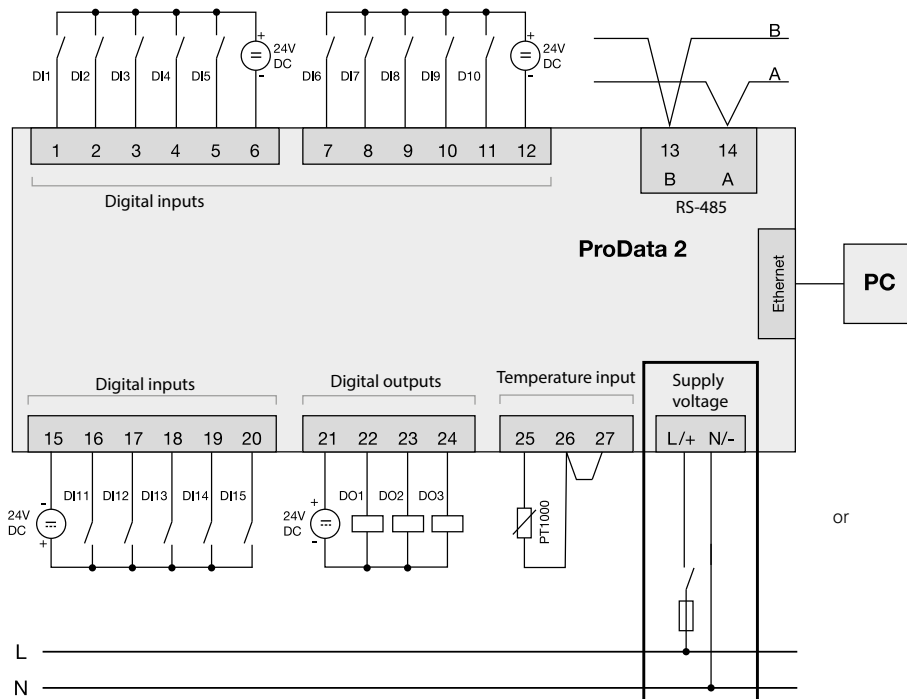 DI1 DI2 DI3 DI4 DI5 + 24V DC -
DI6 DI7 DI8 DI9 D10 + 24V DC -
B
A
1 2 3 4 5 6
7 8 9 10 11 12
13 14
B A
Digital inputs
RS-485
ProData 2
Ethernet
PC
Digital inputs
Digital outputs
Temperature input
Supply
voltage
15 16 17 18 19 20
21 22 23 24
25 26 27
L/+ N/-
- 24V DC + DI11 DI12 DI13 DI14 DI15
+ 24V DC - DO1 DO2 DO3
PT1000
or
L
N